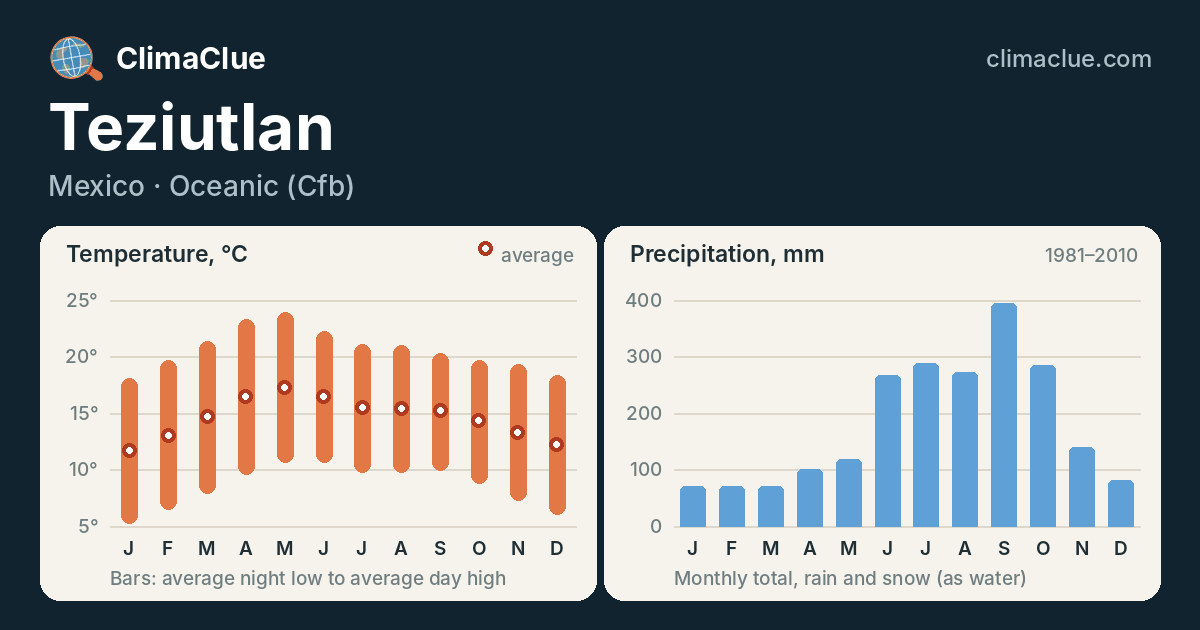 ClimaClue
climaclue.com
Teziutlan
Mexico · Oceanic (Cfb)
Temperature, °C
average
25°
20°
15°
10°
5°
J F M A M J J A S O N D
Bars: average night low to average day high
Precipitation, mm
1981–2010
400
300
200
100
0
J F M A M J J A S O N D
Monthly total, rain and snow (as water)